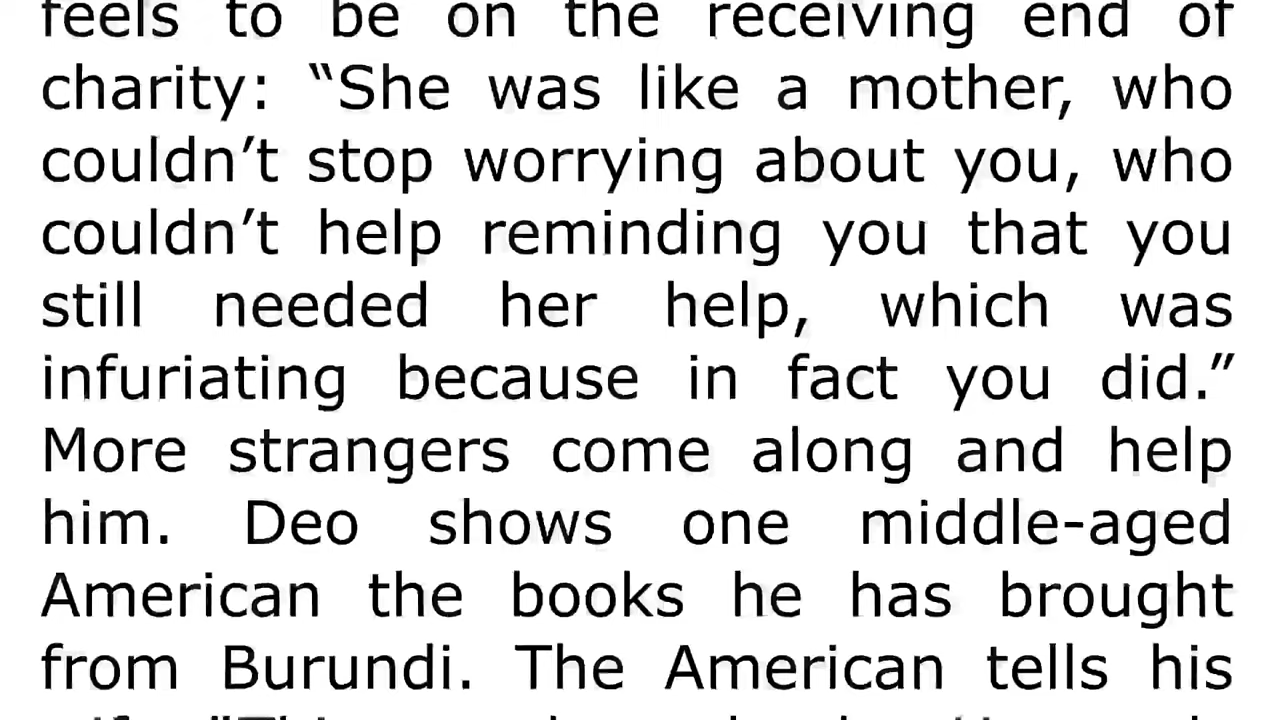 feels to be on the receiving end of
charity: “She was like a mother, who
couldn’t stop worrying about you, who
couldn’t help reminding you that you
still needed her help, which was
infuriating because in fact you did.”
More strangers come along and help
him. Deo shows one middle-aged
American the books he has brought
from Burundi. The American tells his